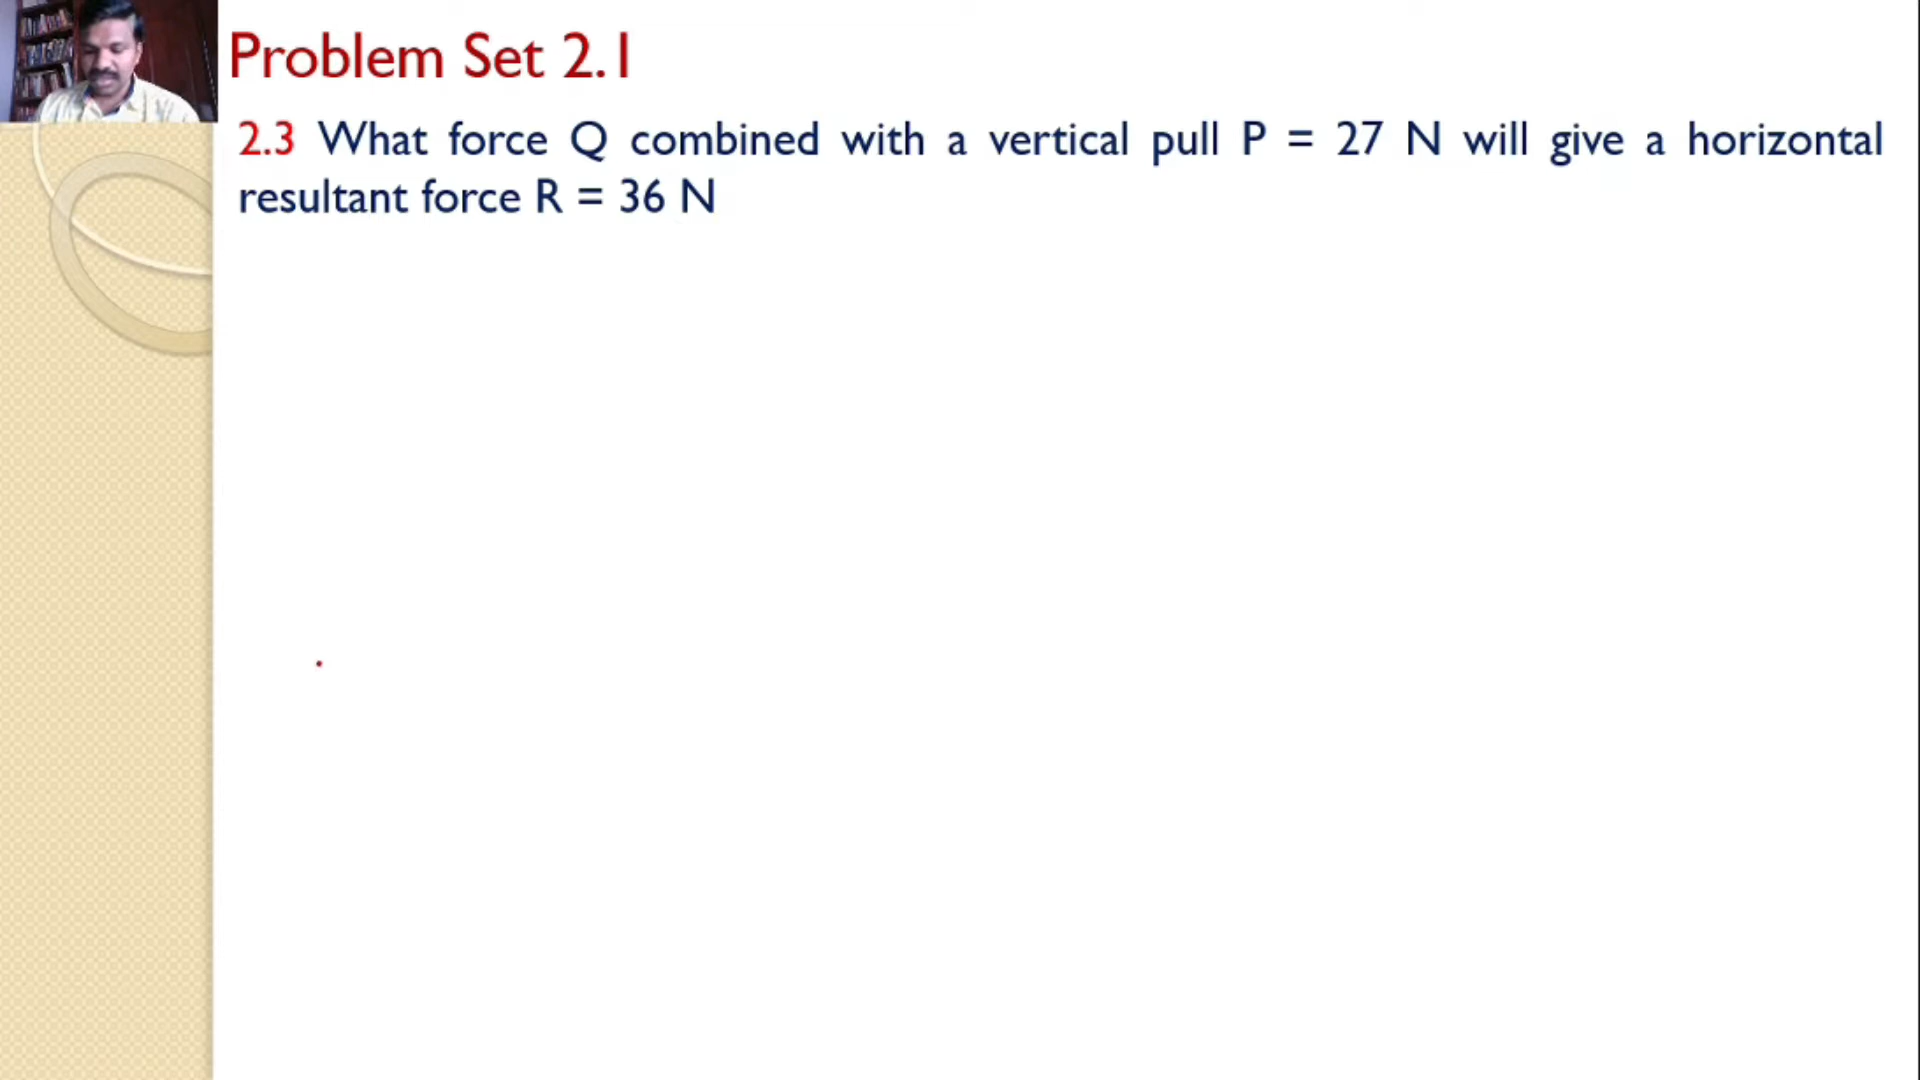 Problem Set 2.1
2.3 What force Q combined with a vertical pull P = 27 N will give a horizontal
resultant force R = 36 N